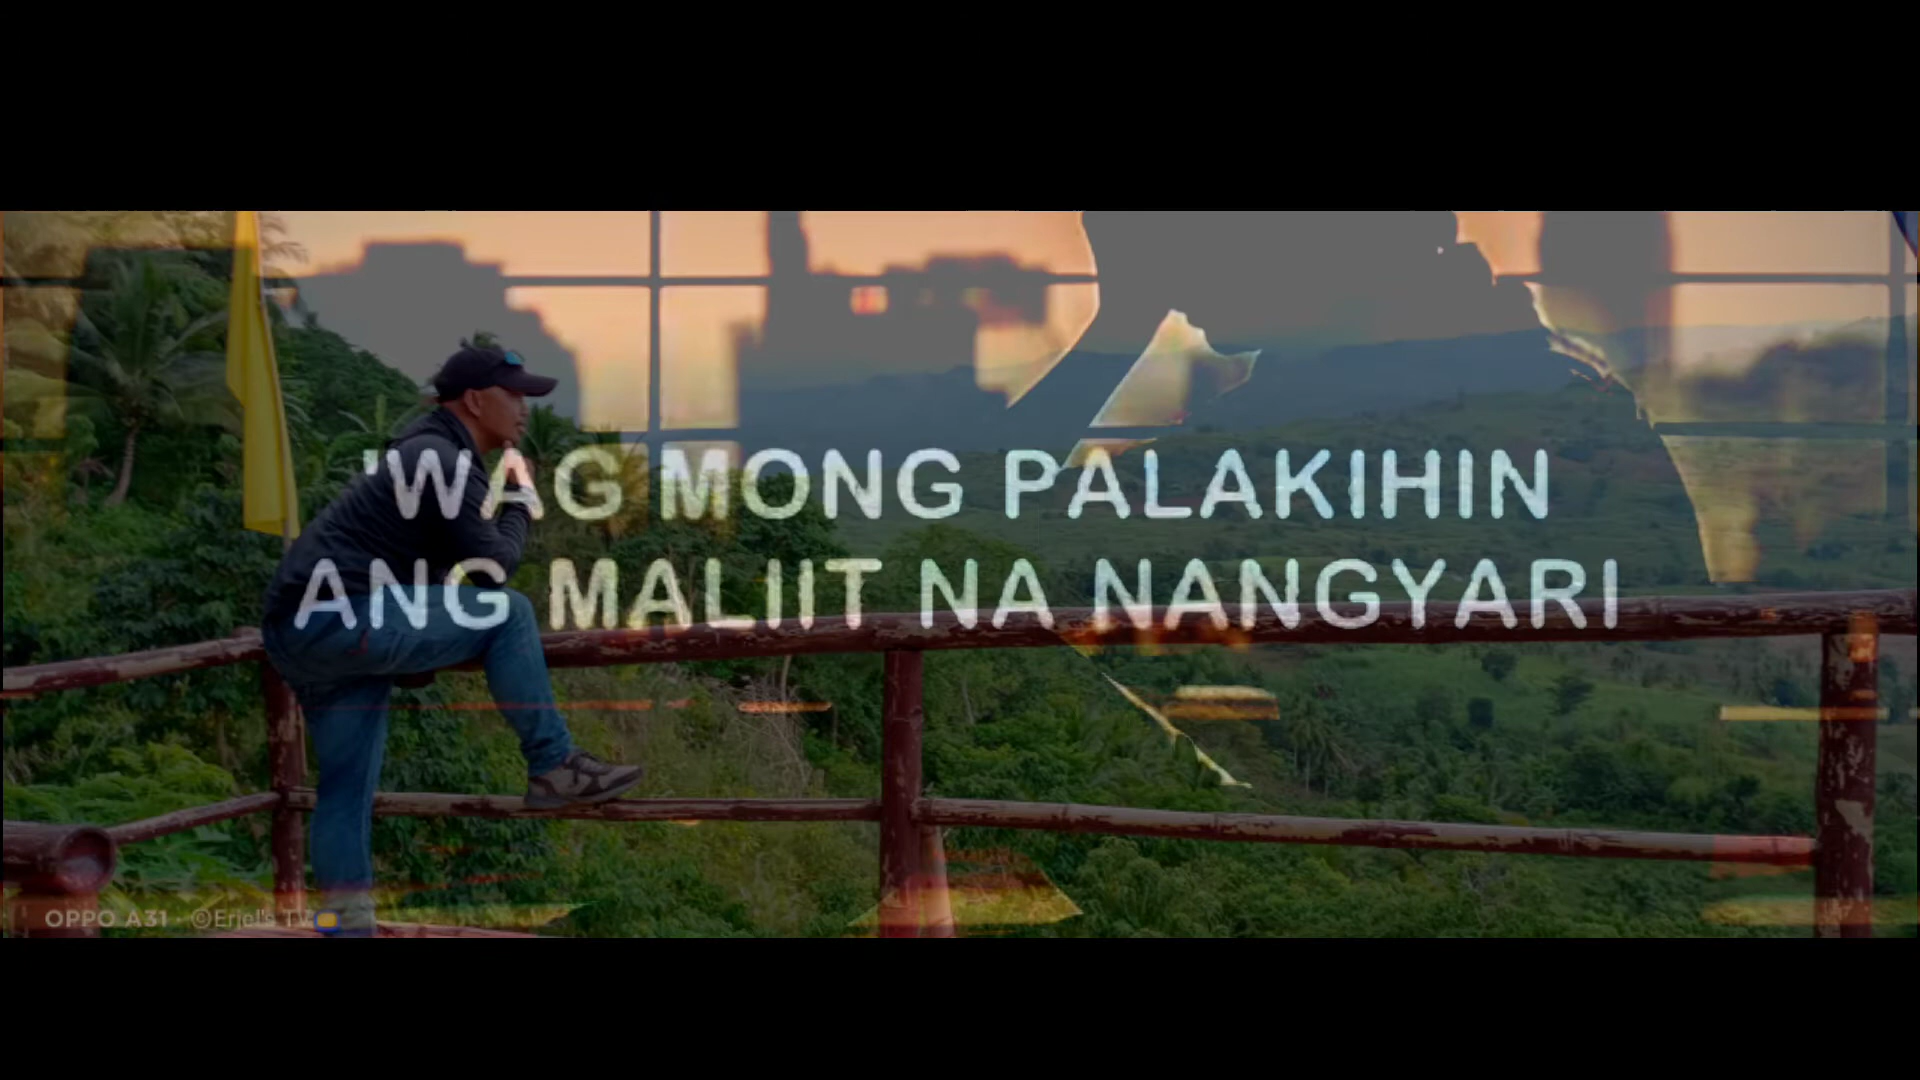 'WAG MONG PALAKIHIN
ANG MALIIT NA NANGYARI
OPPO A31 · ©Erjel's TV